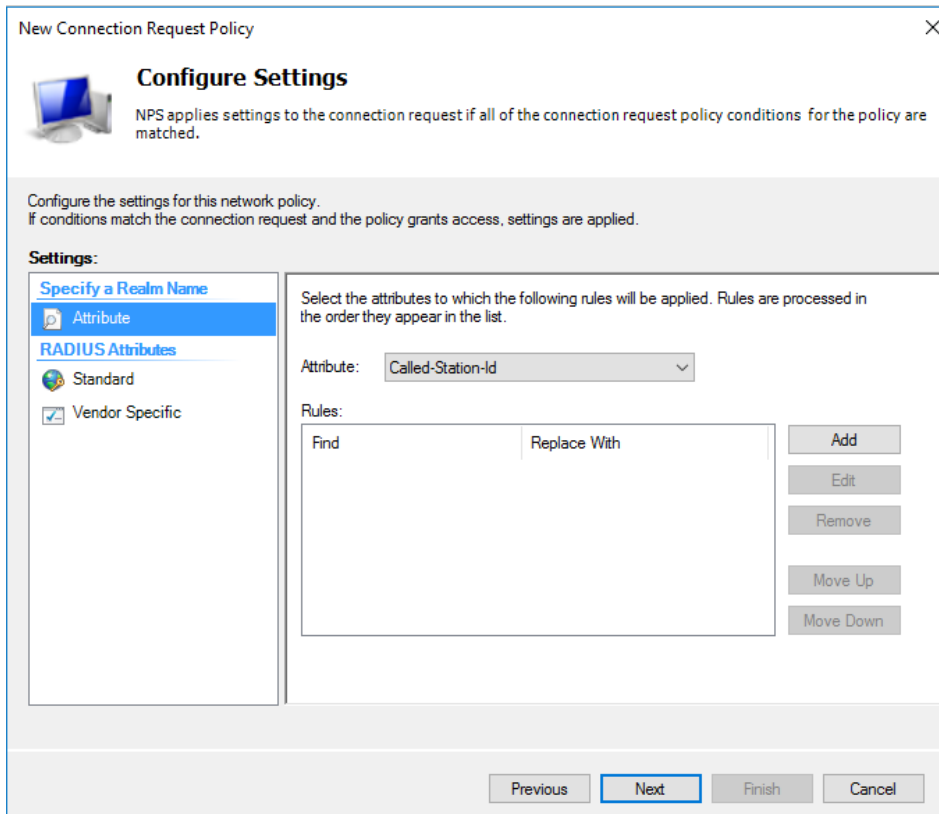 New Connection Request Policy
Configure Settings
NPS applies settings to the connection request if all of the connection request policy conditions for the policy are
matched.
Configure the settings for this network policy.
If conditions match the connection request and the policy grants access, settings are applied.
Settings:
Specify a Realm Name
Attribute
RADIUS Attributes
Standard
Vendor Specific
Select the attributes to which the following rules will be applied. Rules are processed in
the order they appear in the list.
Attribute: Called-Station-Id
Rules:
Find Replace With
Add
Edit
Remove
Move Up
Move Down
Previous Next Finish Cancel